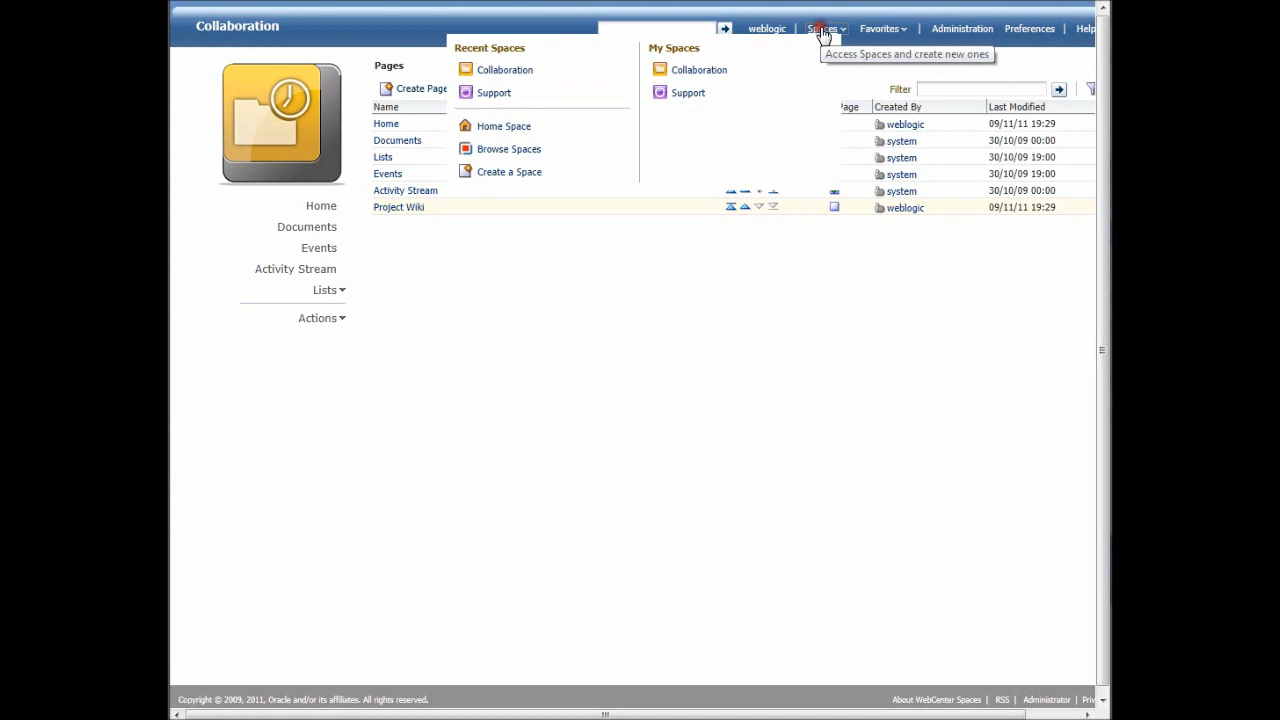 Collaboration
weblogic | Spaces Favorites | Administration Preferences | Help
Access Spaces and create new ones
Recent Spaces
Collaboration
Support
Home Space
Browse Spaces
Create a Space
My Spaces
Collaboration
Support
Pages
Create Page
Filter
Name Page Created By Last Modified
Home weblogic 09/11/11 19:29
Documents system 30/10/09 00:00
Lists system 30/10/09 19:00
Events system 30/10/09 19:00
Activity Stream system 30/10/09 00:00
Project Wiki weblogic 09/11/11 19:29
Home
Documents
Events
Activity Stream
Lists
Actions
Copyright © 2009, 2011, Oracle and/or its affiliates. All rights reserved.
About WebCenter Spaces | RSS | Administrator | Pri